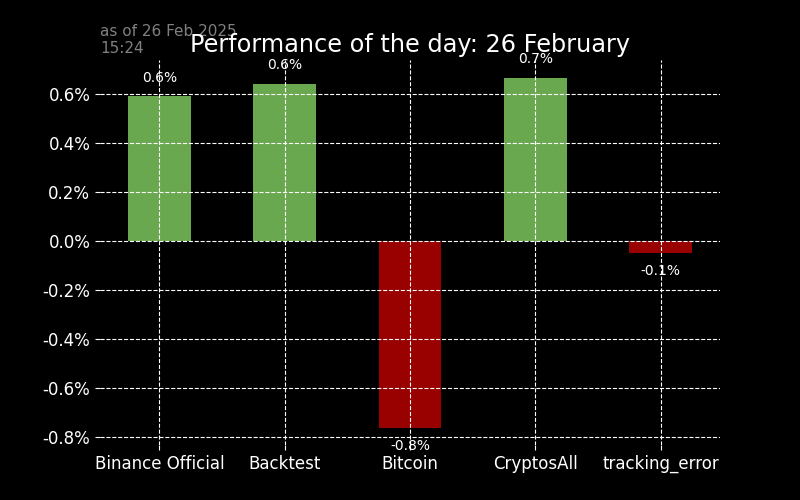 as of 26 Feb 2025
15:24
Performance of the day: 26 February
0.6%
0.6%
0.7%
0.6%
0.4%
0.2%
0.0%
-0.2%
-0.4%
-0.6%
-0.8%
-0.1%
-0.8%
Binance Official
Backtest
Bitcoin
CryptosAll
tracking_error